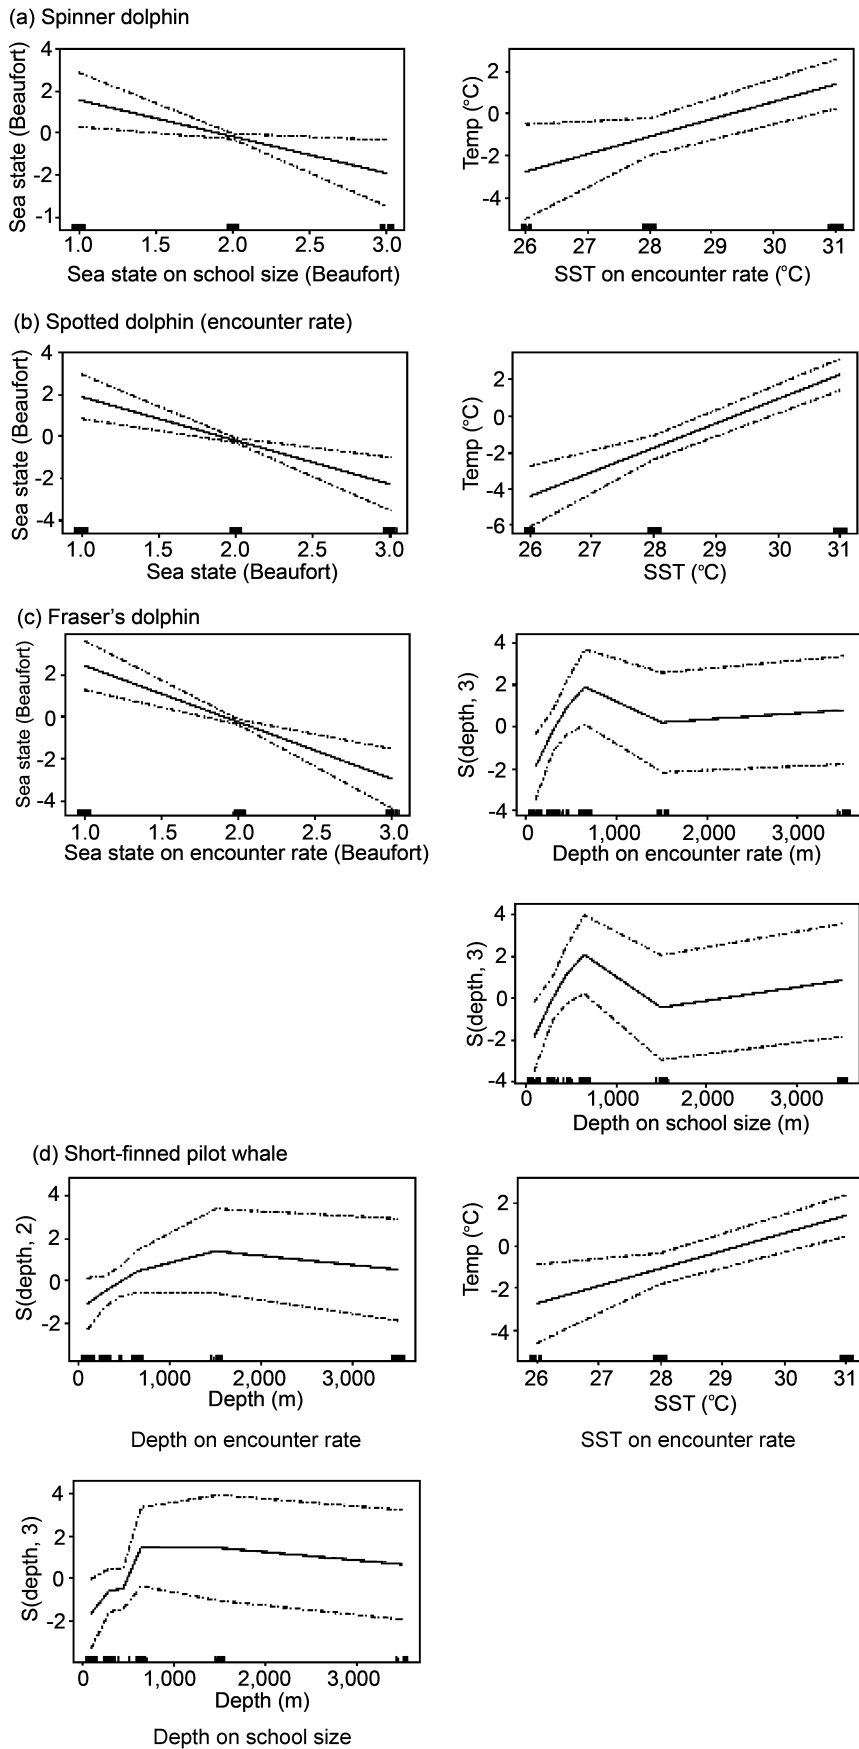 (a) Spinner dolphin
Sea state (Beaufort)
4
2
0
-2
-1
1.0 1.5 2.0 2.5 3.0
Sea state on school size (Beaufort)
Temp (°C)
2
0
-2
-4
26 27 28 29 30 31
SST on encounter rate (°C)
(b) Spotted dolphin (encounter rate)
Sea state (Beaufort)
4
2
0
-2
-4
1.0 1.5 2.0 2.5 3.0
Sea state (Beaufort)
Temp (°C)
2
0
-2
-4
-6
26 27 28 29 30 31
SST (°C)
(c) Fraser's dolphin
Sea state (Beaufort)
2
0
-2
-4
1.0 1.5 2.0 2.5 3.0
Sea state on encounter rate (Beaufort)
S(depth, 3)
4
2
0
-2
-4
0 1,000 2,000 3,000
Depth on encounter rate (m)
S(depth, 3)
4
2
0
-2
-4
0 1,000 2,000 3,000
Depth on school size (m)
(d) Short-finned pilot whale
S(depth, 2)
4
2
0
-2
0 1,000 2,000 3,000
Depth (m)
Depth on encounter rate
Temp (°C)
2
0
-2
-4
26 27 28 29 30 31
SST (°C)
SST on encounter rate
S(depth, 3)
4
2
0
-2
0 1,000 2,000 3,000
Depth (m)
Depth on school size